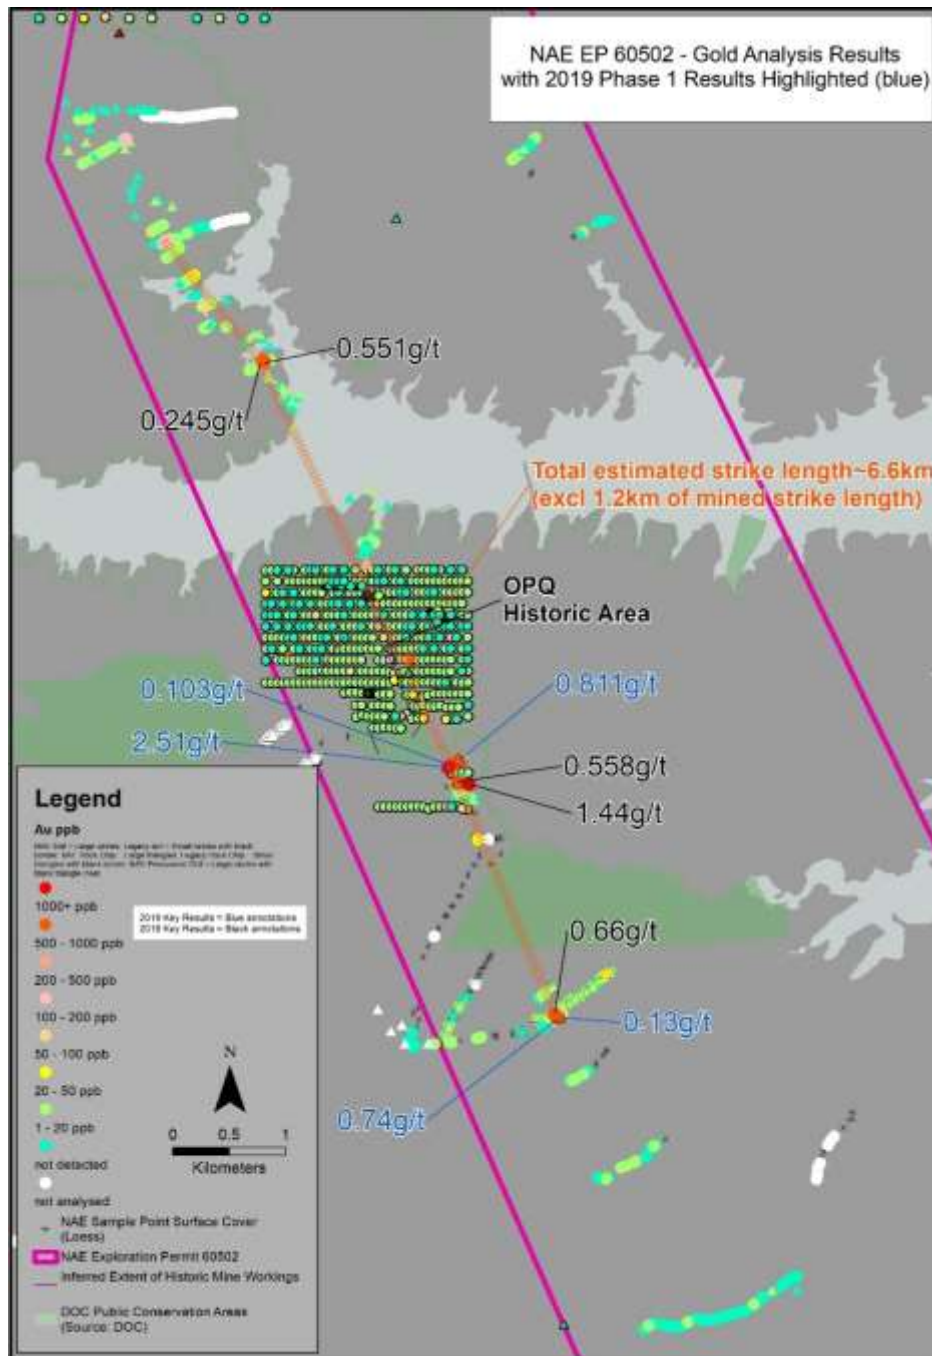 NAE EP 60502 - Gold Analysis Results
with 2019 Phase 1 Results Highlighted (blue)
0.551g/t
0.245g/t
Total estimated strike length~6.6km
(excl 1.2km of mined strike length)
OPQ
Historic Area
0.103g/t
0.811g/t
2.51g/t
0.558g/t
1.44g/t
0.66g/t
0.13g/t
0.74g/t
Legend
Au ppb
1000+ ppb
2019 Key Results = Blue annotations
2018 Key Results = Black annotations
500 - 1000 ppb
200 - 500 ppb
100 - 200 ppb
50 - 100 ppb
20 - 50 ppb
1 - 20 ppb
not detected
not analysed
N
0 0.5 1
Kilometers
NAE Sample Point Surface Cover
(Loess)
NAE Exploration Permit 60502
Inferred Extent of Historic Mine Workings
DOC Public Conservation Areas
(Source: DOC)